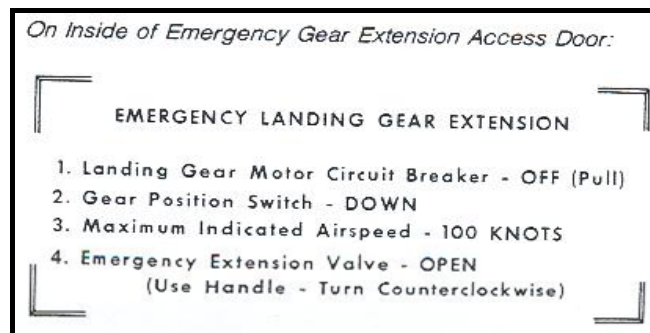 On Inside of Emergency Gear Extension Access Door:
EMERGENCY LANDING GEAR EXTENSION
1. Landing Gear Motor Circuit Breaker - OFF (Pull)
2. Gear Position Switch - DOWN
3. Maximum Indicated Airspeed - 100 KNOTS
4. Emergency Extension Valve - OPEN
(Use Handle - Turn Counterclockwise)